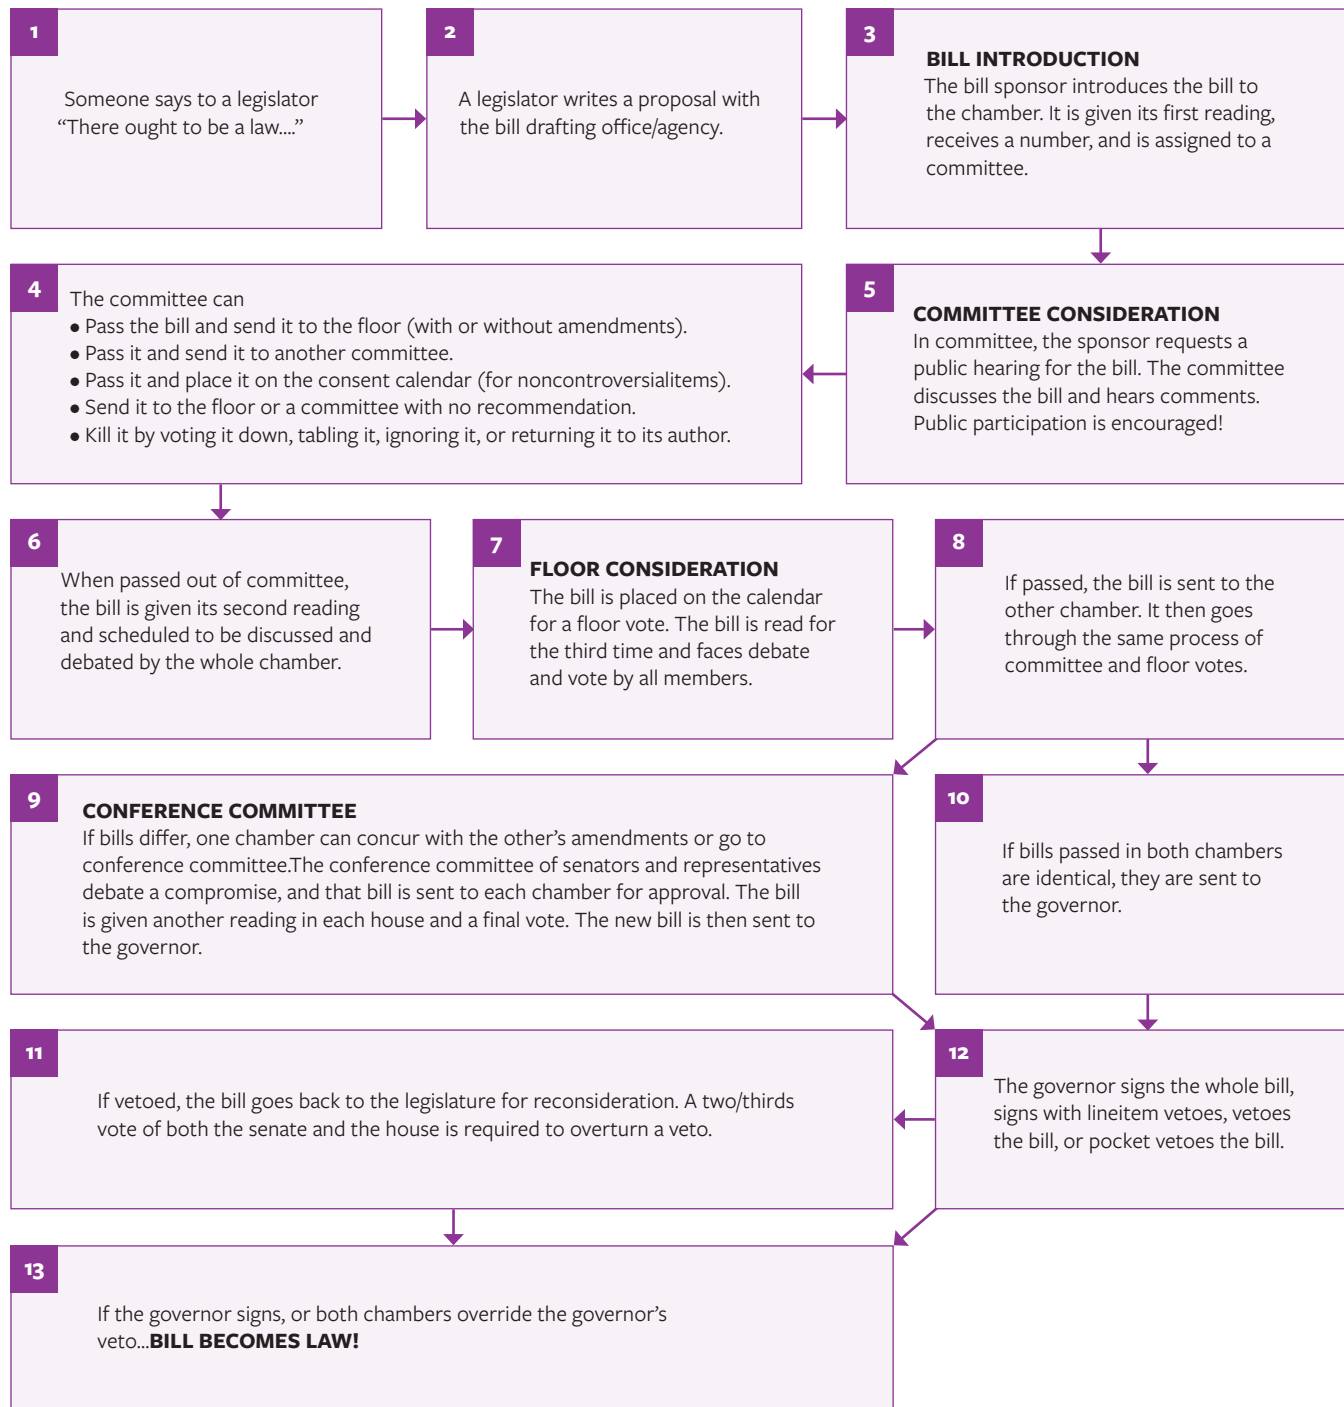 1
Someone says to a legislator
“There ought to be a law....”
2
A legislator writes a proposal with
the bill drafting office/agency.
3
BILL INTRODUCTION
The bill sponsor introduces the bill to
the chamber. It is given its first reading,
receives a number, and is assigned to a
committee.
4
The committee can
• Pass the bill and send it to the floor (with or without amendments).
• Pass it and send it to another committee.
• Pass it and place it on the consent calendar (for noncontroversialitems).
• Send it to the floor or a committee with no recommendation.
• Kill it by voting it down, tabling it, ignoring it, or returning it to its author.
5
COMMITTEE CONSIDERATION
In committee, the sponsor requests a
public hearing for the bill. The committee
discusses the bill and hears comments.
Public participation is encouraged!
6
When passed out of committee,
the bill is given its second reading
and scheduled to be discussed and
debated by the whole chamber.
7
FLOOR CONSIDERATION
The bill is placed on the calendar
for a floor vote. The bill is read for
the third time and faces debate
and vote by all members.
8
If passed, the bill is sent to the
other chamber. It then goes
through the same process of
committee and floor votes.
9
CONFERENCE COMMITTEE
If bills differ, one chamber can concur with the other’s amendments or go to
conference committee.The conference committee of senators and representatives
debate a compromise, and that bill is sent to each chamber for approval. The bill
is given another reading in each house and a final vote. The new bill is then sent to
the governor.
10
If bills passed in both chambers
are identical, they are sent to
the governor.
11
If vetoed, the bill goes back to the legislature for reconsideration. A two/thirds
vote of both the senate and the house is required to overturn a veto.
12
The governor signs the whole bill,
signs with lineitem vetoes, vetoes
the bill, or pocket vetoes the bill.
13
If the governor signs, or both chambers override the governor’s
veto...BILL BECOMES LAW!